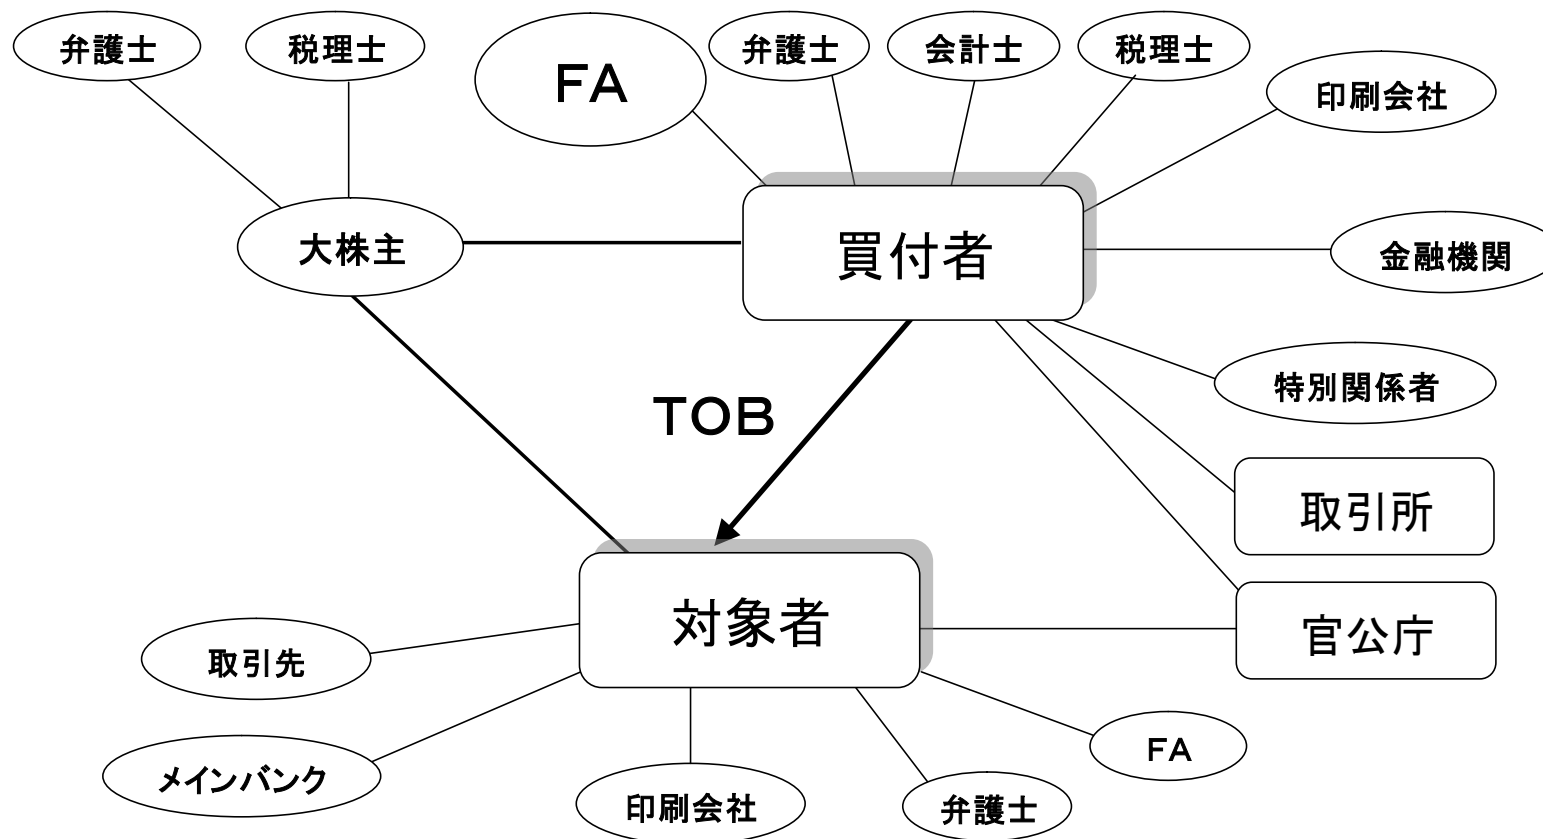 弁護士
税理士
FA
弁護士
会計士
税理士
印刷会社
大株主
買付者
金融機関
特別関係者
TOB
取引所
対象者
官公庁
取引先
メインバンク
印刷会社
弁護士
FA